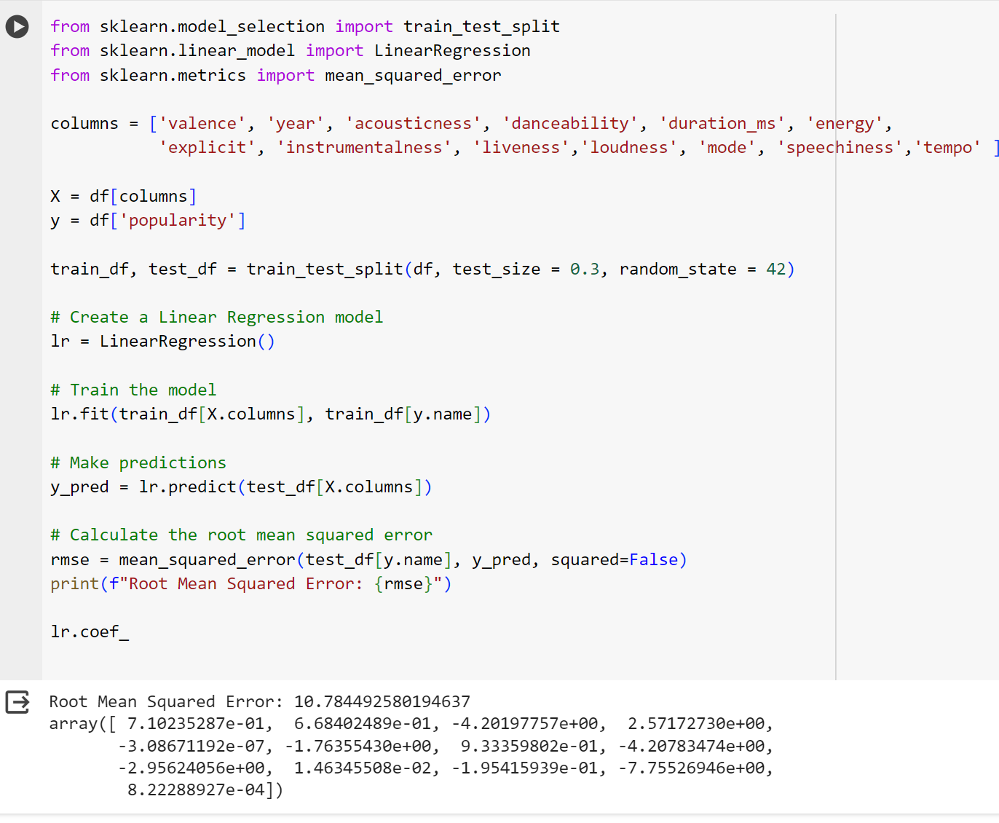 from sklearn.model_selection import train_test_split
from sklearn.linear_model import LinearRegression
from sklearn.metrics import mean_squared_error
columns = ['valence', 'year', 'acousticness', 'danceability', 'duration_ms', 'energy',
'explicit', 'instrumentalness', 'liveness','loudness', 'mode', 'speechiness','tempo' ]
X = df[columns]
y = df['popularity']
train_df, test_df = train_test_split(df, test_size = 0.3, random_state = 42)
# Create a Linear Regression model
lr = LinearRegression()
# Train the model
lr.fit(train_df[X.columns], train_df[y.name])
# Make predictions
y_pred = lr.predict(test_df[X.columns])
# Calculate the root mean squared error
rmse = mean_squared_error(test_df[y.name], y_pred, squared=False)
print(f"Root Mean Squared Error: {rmse}")
lr.coef_
Root Mean Squared Error: 10.784492580194637
array([ 7.10235287e-01,  6.68402489e-01, -4.20197757e+00,  2.57172730e+00,
-3.08671192e-07, -1.76355430e+00,  9.33359802e-01, -4.20783474e+00,
-2.95624056e+00,  1.46345508e-02, -1.95415939e-01, -7.75526946e+00,
8.22288927e-04])